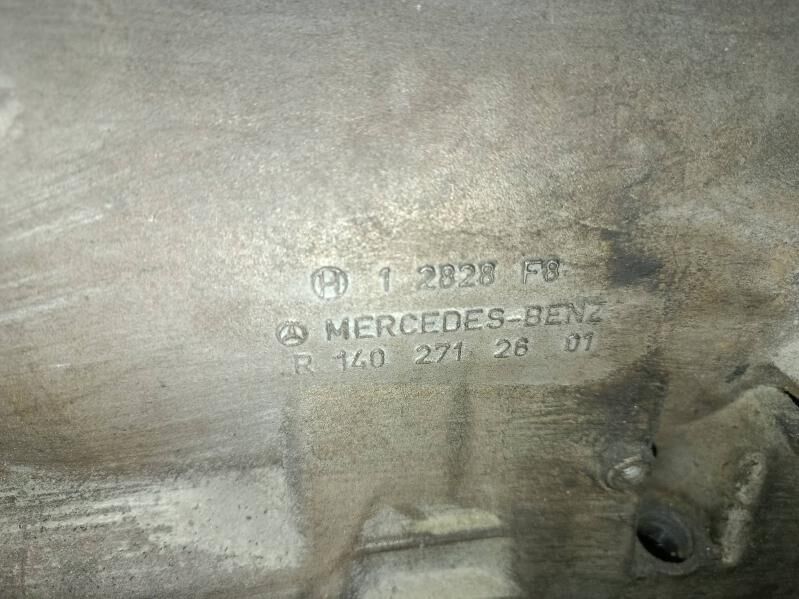 H 1 2828 F8
MERCEDES-BENZ
R 140 271 26 01